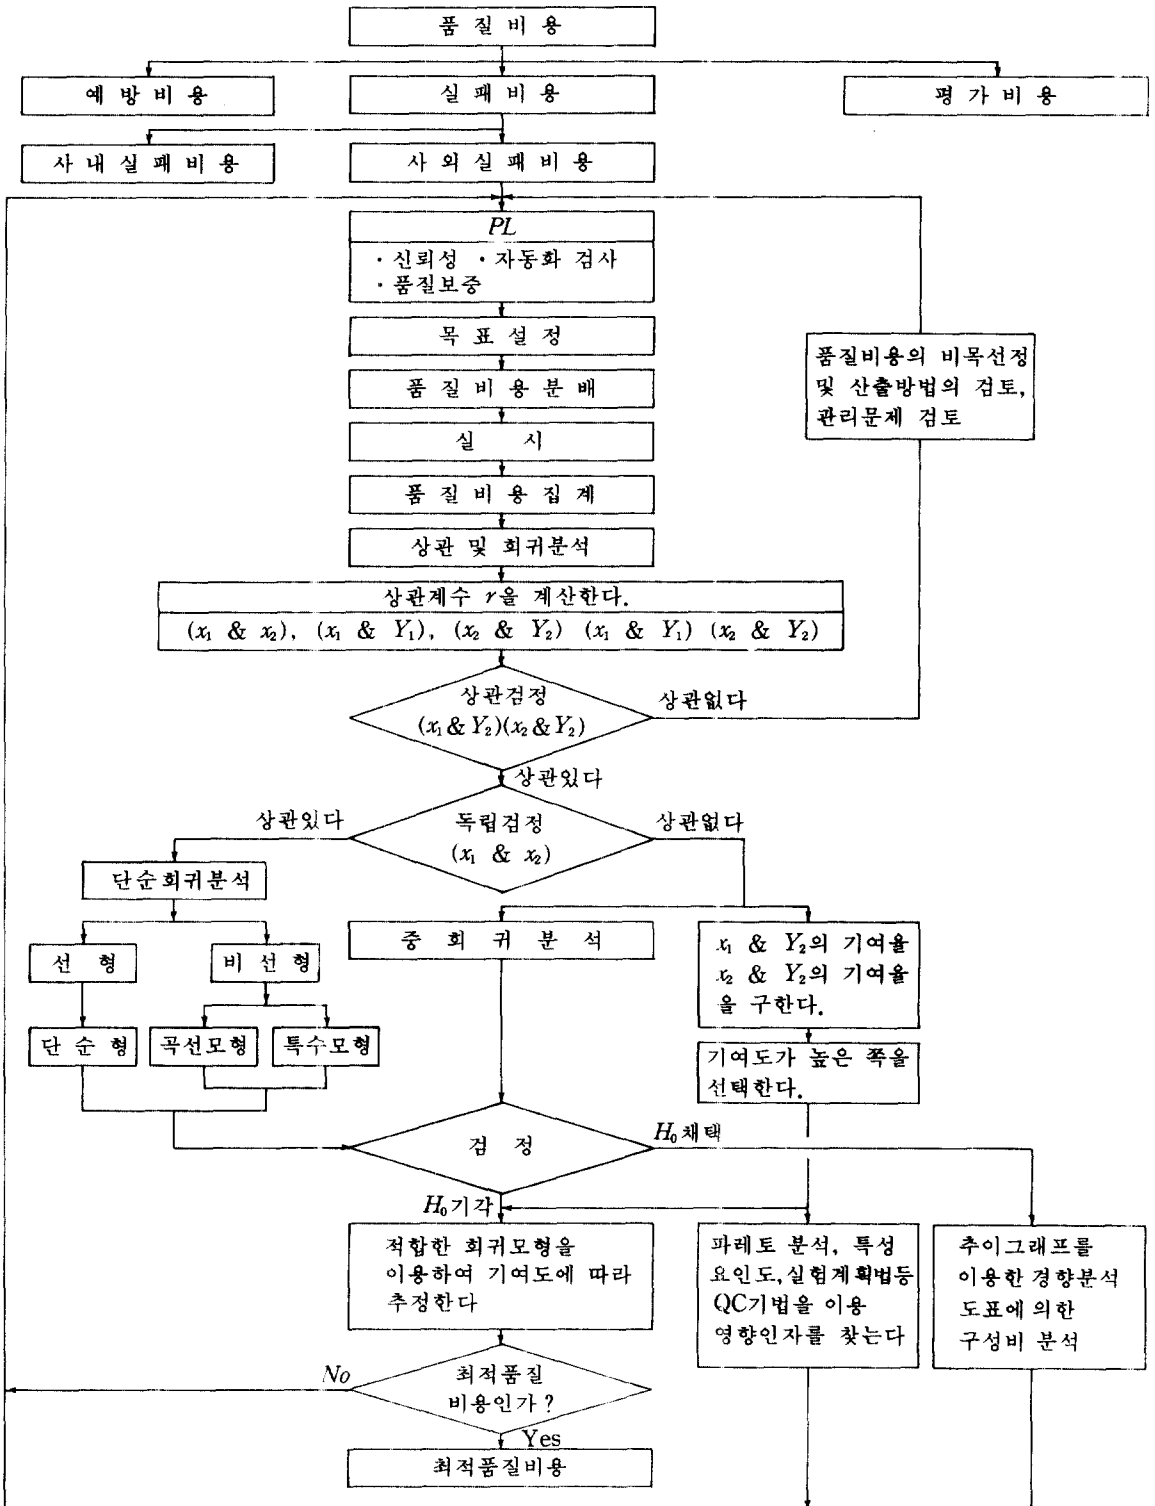 품질비용
예방비용
실패비용
평가비용
사내실패비용
사외실패비용
PL
· 신뢰성 · 자동화 검사
· 품질보증
목표설정
품질비용의 비목선정
및 산출방법의 검토,
관리문제 검토
품질비용분배
실 시
품질비용집계
상관 및 회귀분석
상관계수 r을 계산한다.
(x₁ & x₂), (x₁ & Y₁), (x₂ & Y₂) (x₁ & Y₁) (x₂ & Y₂)
상관검정
(x₁ & Y₂)(x₂ & Y₂)
상관없다
상관있다
독립검정
(x₁ & x₂)
상관있다
상관없다
단순회귀분석
선형
비선형
중회귀분석
x₁ & Y₂의 기여율
x₂ & Y₂의 기여율
을 구한다.
단순형
곡선모형
특수모형
기여도가 높은 쪽을
선택한다.
검정
H₀채택
H₀기각
적합한 회귀모형을
이용하여 기여도에 따라
추정한다
파레토 분석, 특성
요인도,실험계획법등
QC기법을 이용
영향인자를 찾는다
추이그래프를
이용한 경향분석
도표에 의한
구성비 분석
최적품질
비용인가?
No
Yes
최적품질비용